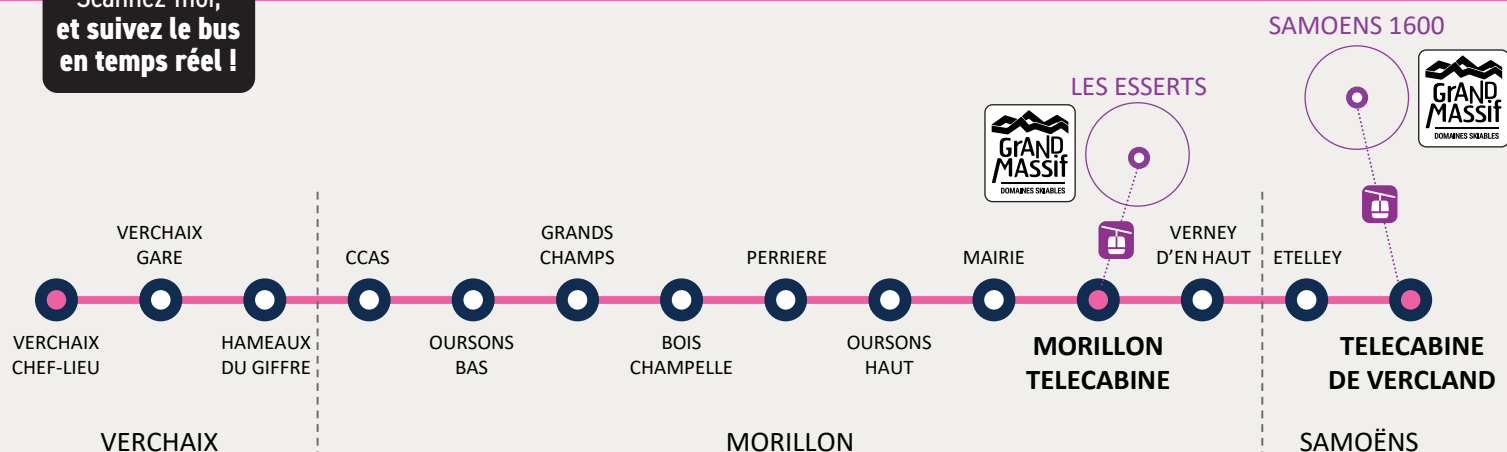 Scannez-moi,
et suivez le bus
en temps réel !
SAMOENS 1600
GRAND
MASSif
DOMAINES SKIABLES
LES ESSERTS
GRAND
MASSif
DOMAINES SKIABLES
VERCHAIX
GARE
CCAS
GRANDS
CHAMPS
PERRIERE
MAIRIE
VERNEY
D'EN HAUT
ETELLEY
VERCHAIX
CHEF-LIEU
HAMEAUX
DU GIFFRE
OURSONS
BAS
BOIS
CHAMPELLE
OURSONS
HAUT
MORILLON
TELECABINE
TELECABINE
DE VERCLAND
VERCHAIX
MORILLON
SAMOËNS